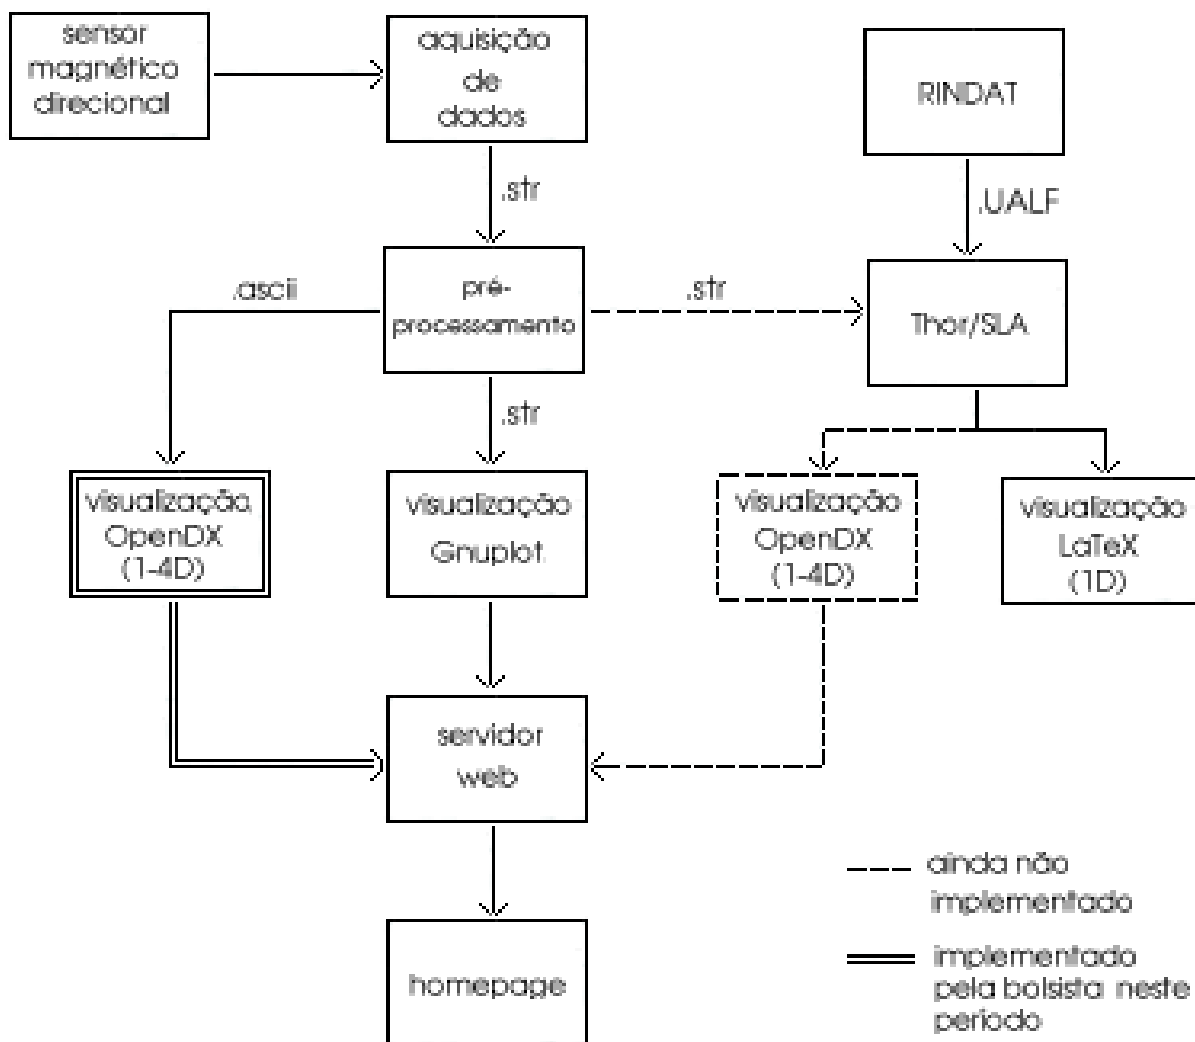 sensor
magnético
direcional
aquisição
de
dados
RINDAT
.str
.UALF
.ascii
pré-
processamento
.str
Thor/SLA
.str
visualização
OpenDX
(1-4D)
visualização
Gnuplot
visualização
OpenDX
(1-4D)
visualização
LaTeX
(1D)
servidor
web
homepage
ainda não
implementado
implementado
pela bolsista neste
período